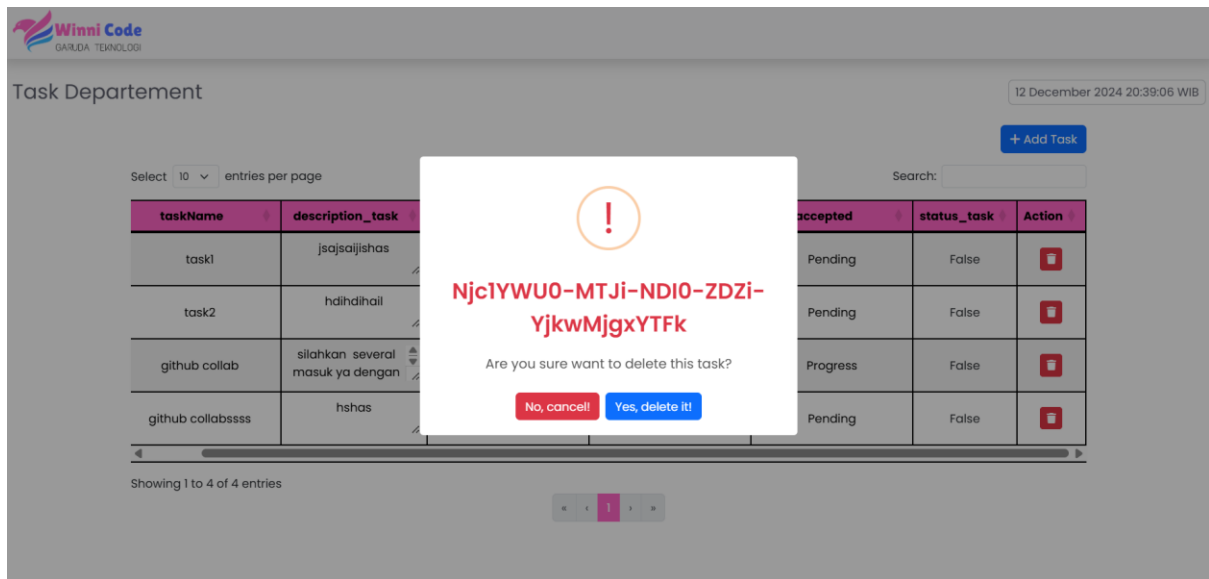 Winni Code
GARUDA TEKNOLOGI
Task Departement
12 December 2024 20:39:06 WIB
+ Add Task
Select 10 entries per page
Search:
taskName description_task accepted status_task Action
task1 jsajsaijishas Pending False
task2 hdihdihail Pending False
github collab silahkan several masuk ya dengan Progress False
github collabssss hshas Pending False
!
Njc1YWU0-MTJi-NDI0-ZDZi-
YjkwMjgxYTFk
Are you sure want to delete this task?
No, cancel! Yes, delete it!
Showing 1 to 4 of 4 entries
« ‹ 1 › »